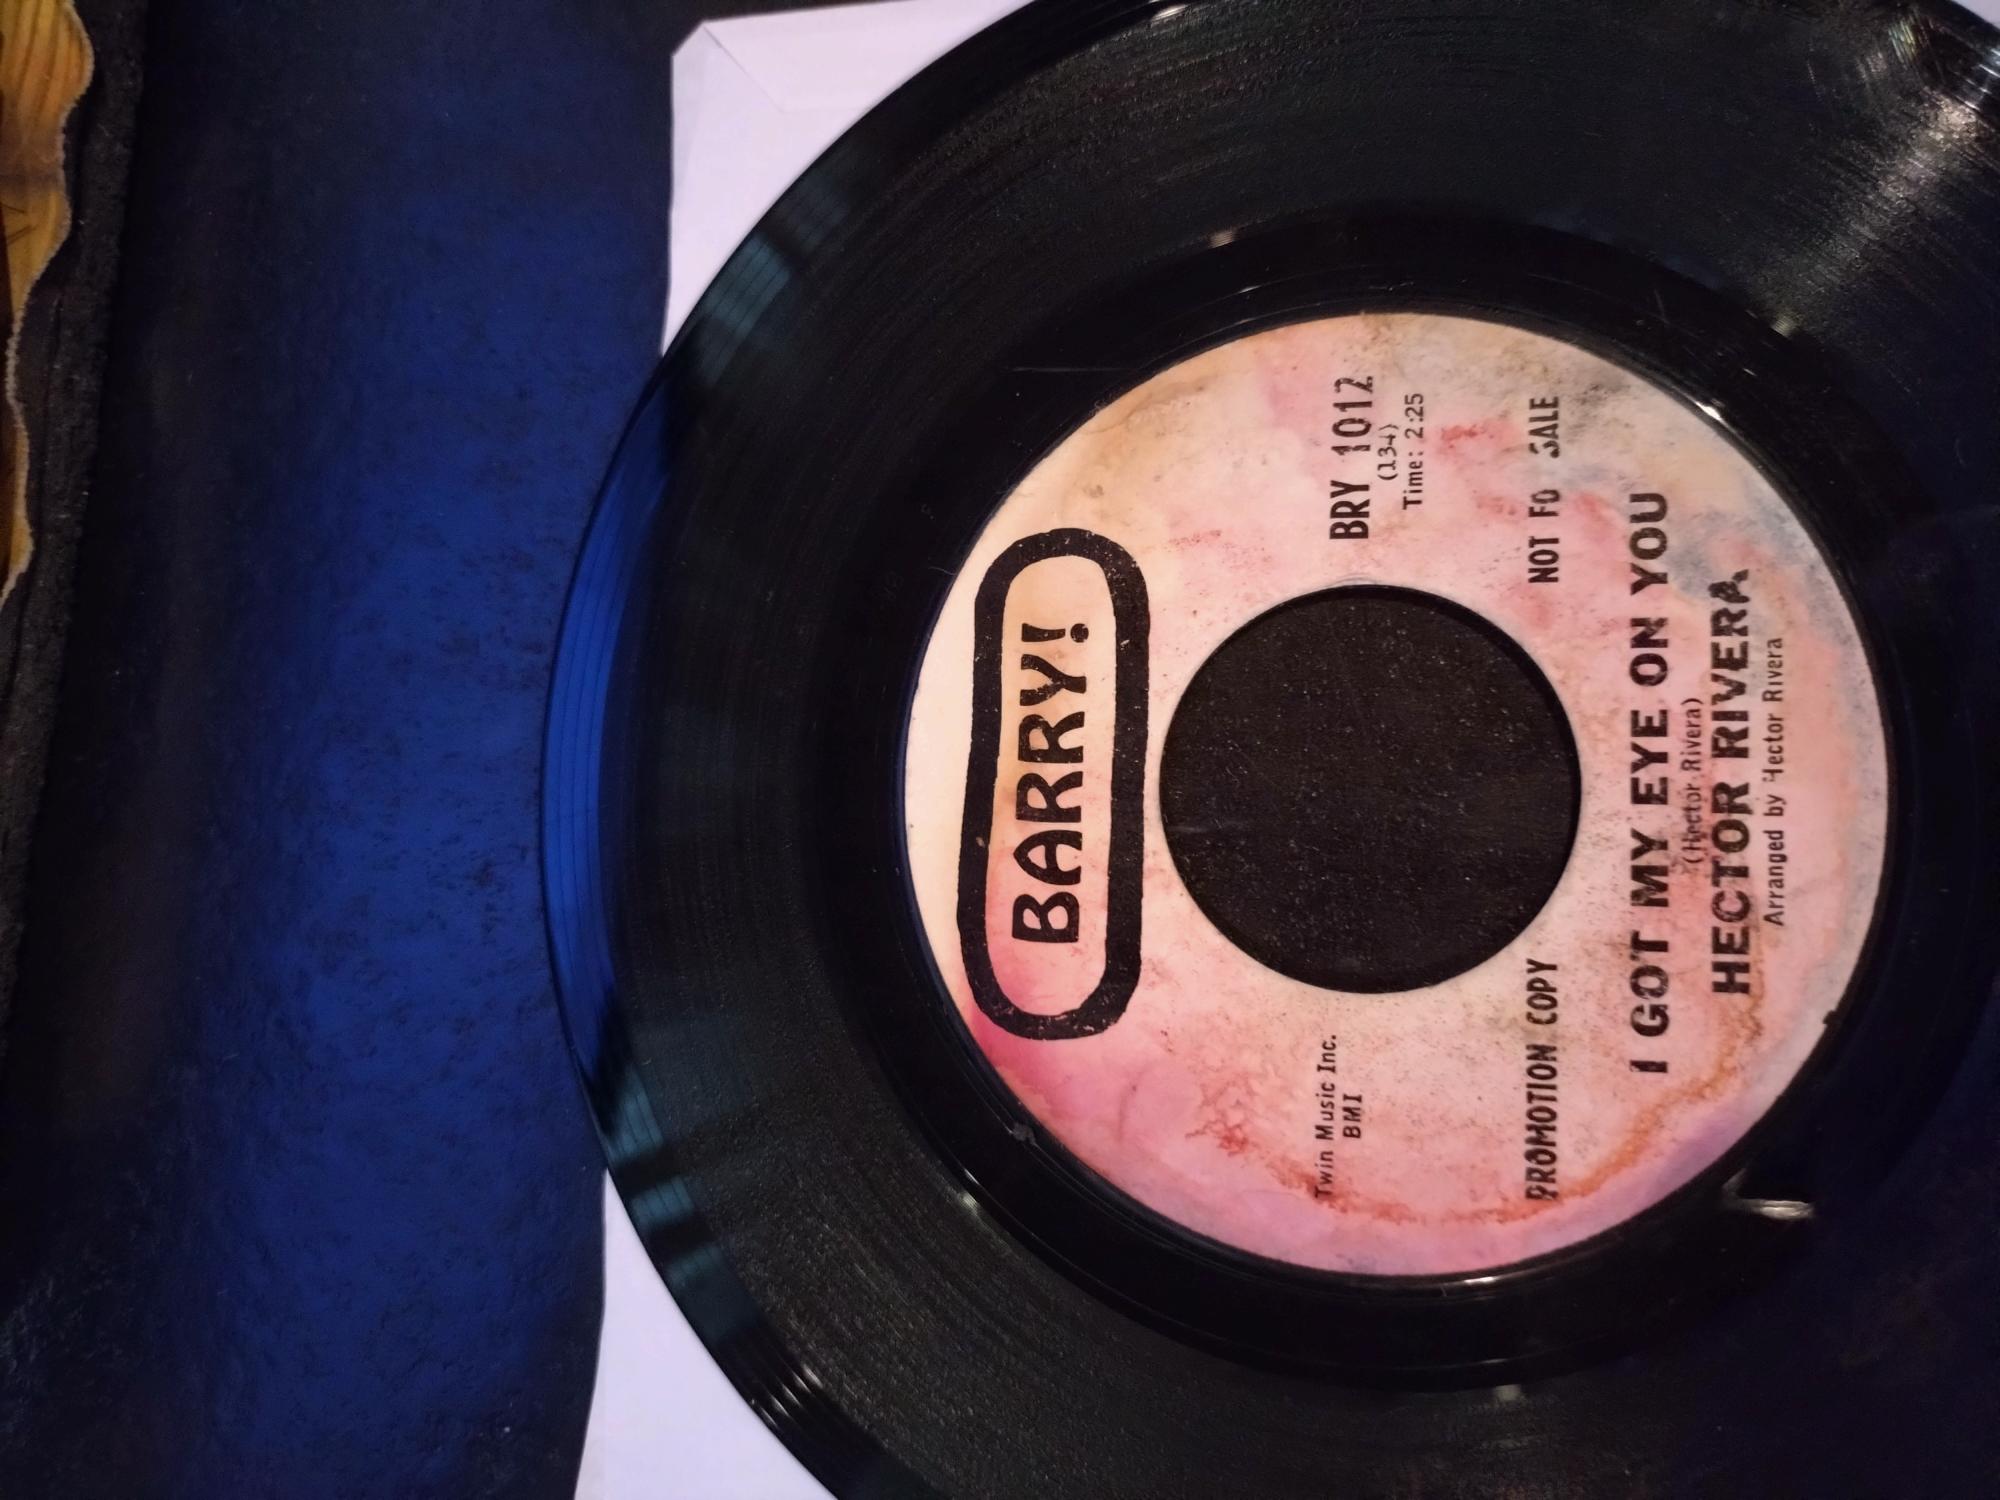 BARRY!
Twin Music Inc.
BMI
BRY 1012
(134)
Time: 2:25
PROMOTION COPY
NOT FO SALE
I GOT MY EYE ON YOU
(Hector Rivera)
HECTOR RIVERA
Arranged by Hector Rivera